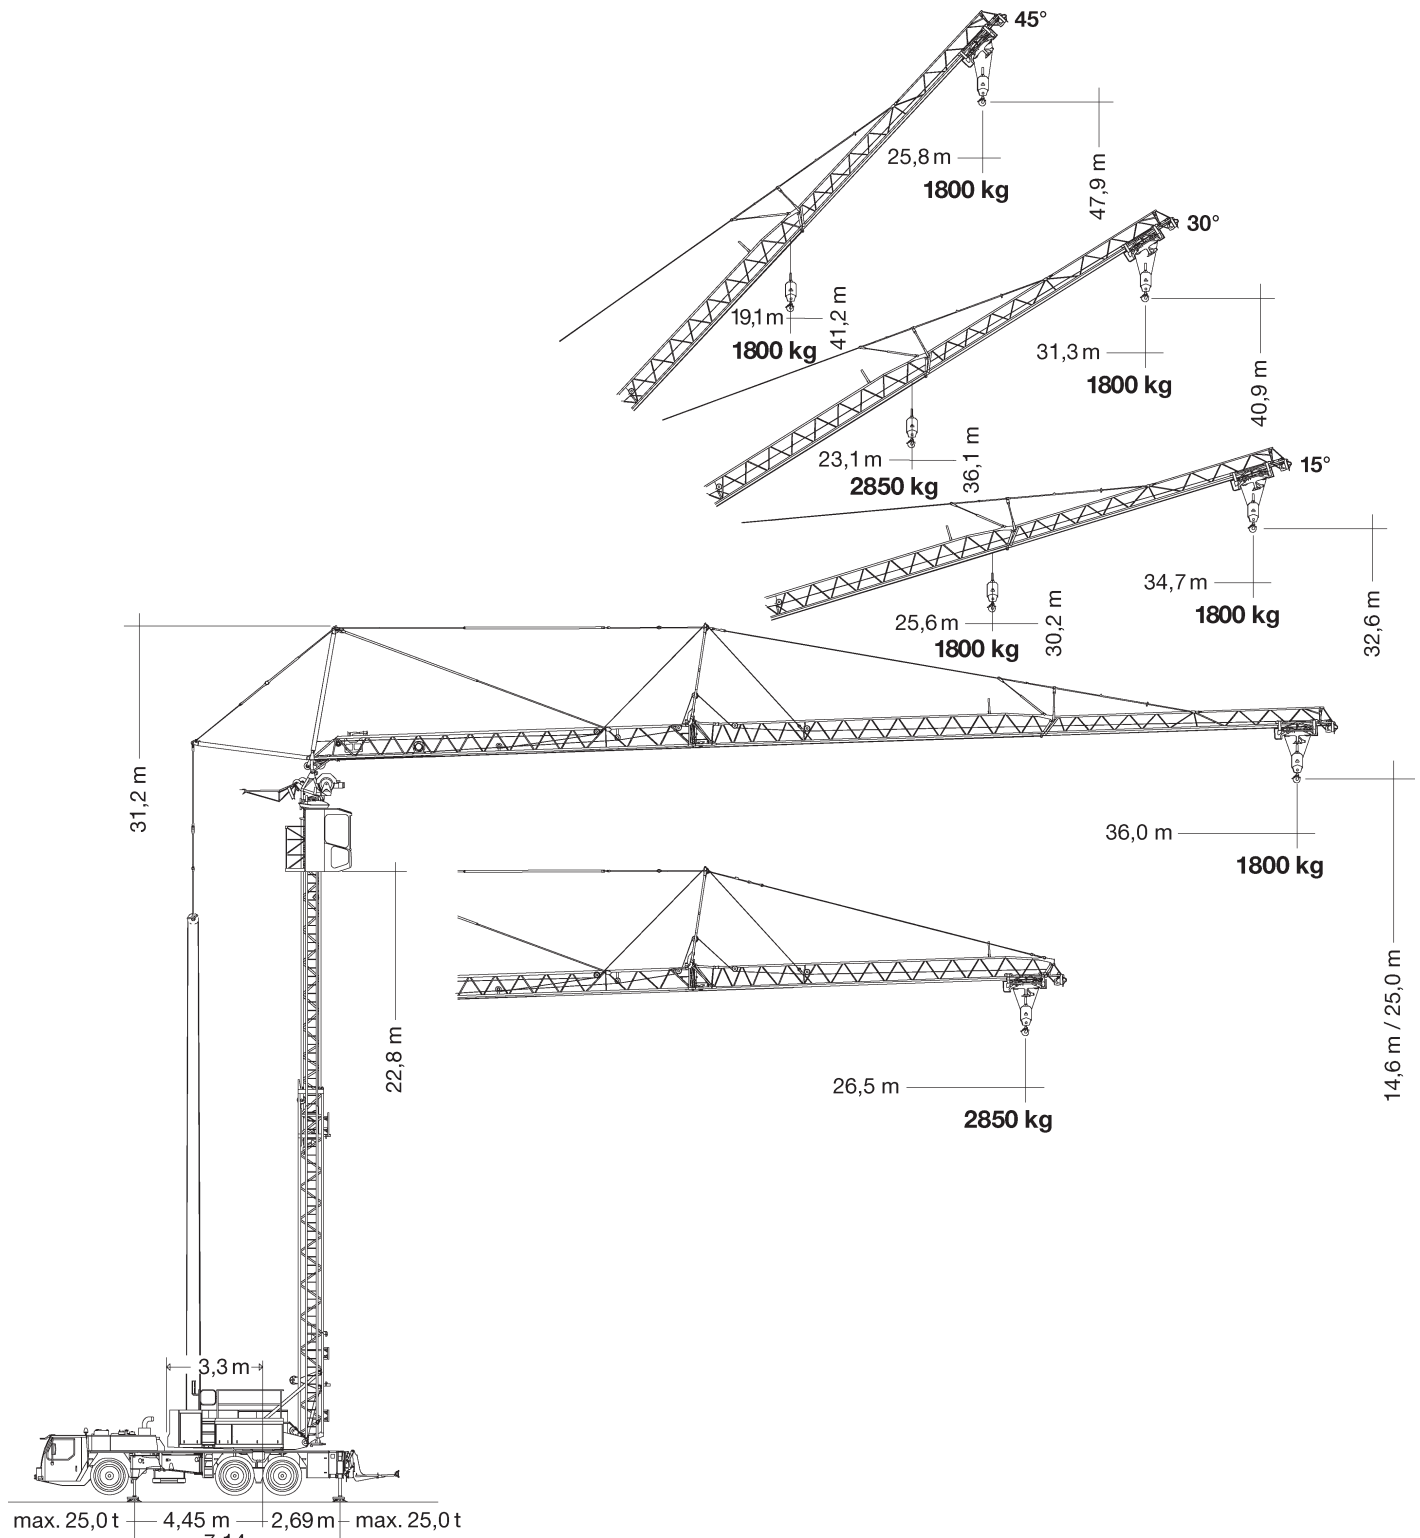 45°
25,8 m
1800 kg
47,9 m
30°
19,1 m
41,2 m
1800 kg
31,3 m
1800 kg
40,9 m
23,1 m
36,1 m
2850 kg
15°
34,7 m
1800 kg
32,6 m
25,6 m
30,2 m
1800 kg
31,2 m
36,0 m
1800 kg
22,8 m
14,6 m / 25,0 m
26,5 m
2850 kg
3,3 m
max. 25,0 t 4,45 m 2,69 m max. 25,0 t